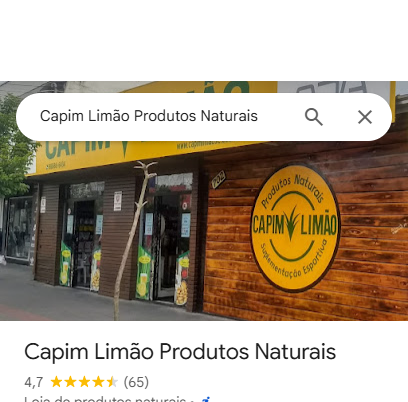 Capim Limão Produtos Naturais
CAPIM LIMÃO
Produtos Naturais
CAPIM LIMÃO
Suplementação Esportiva
Capim Limão Produtos Naturais
4,7 (65)
Loja de produtos naturais ·